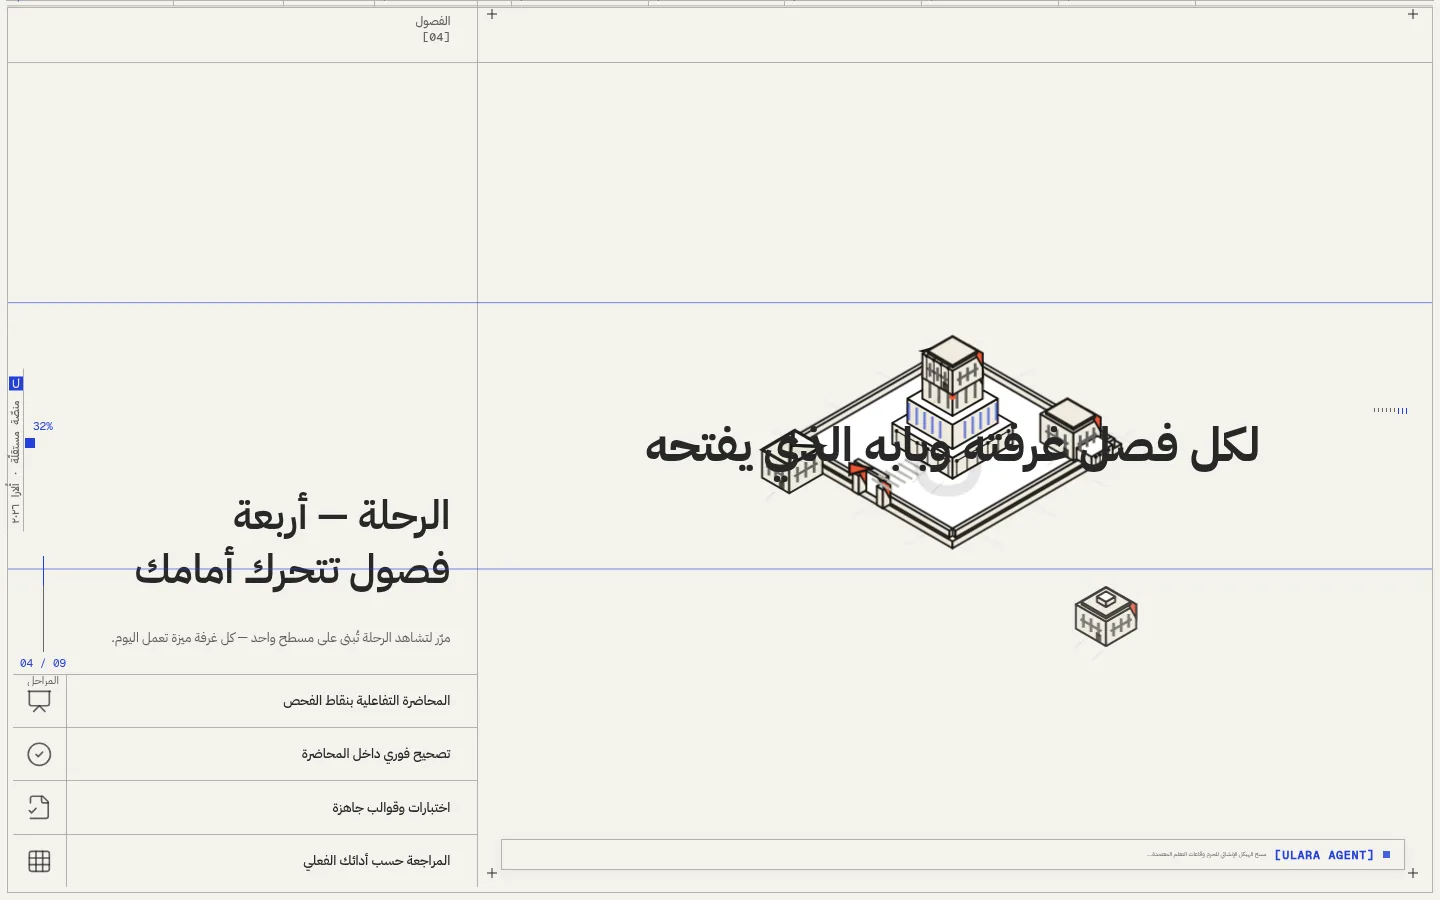 الفصول
[04]
لكل فصل غرفته وبابه الذي يفتحه
الرحلة — أربعة
فصول تتحرك أمامك
مرّر لتشاهد الرحلة تُبنى على مسطح واحد — كل غرفة ميزة تعمل اليوم.
المحاضرة التفاعلية بنقاط الفحص
تصحيح فوري داخل المحاضرة
اختبارات وقوالب جاهزة
المراجعة حسب أدائك الفعلي
منصّة مستقلّة · ألارا ٢٠٢٦
32%
04 / 09
المراحل
[ULARA AGENT]